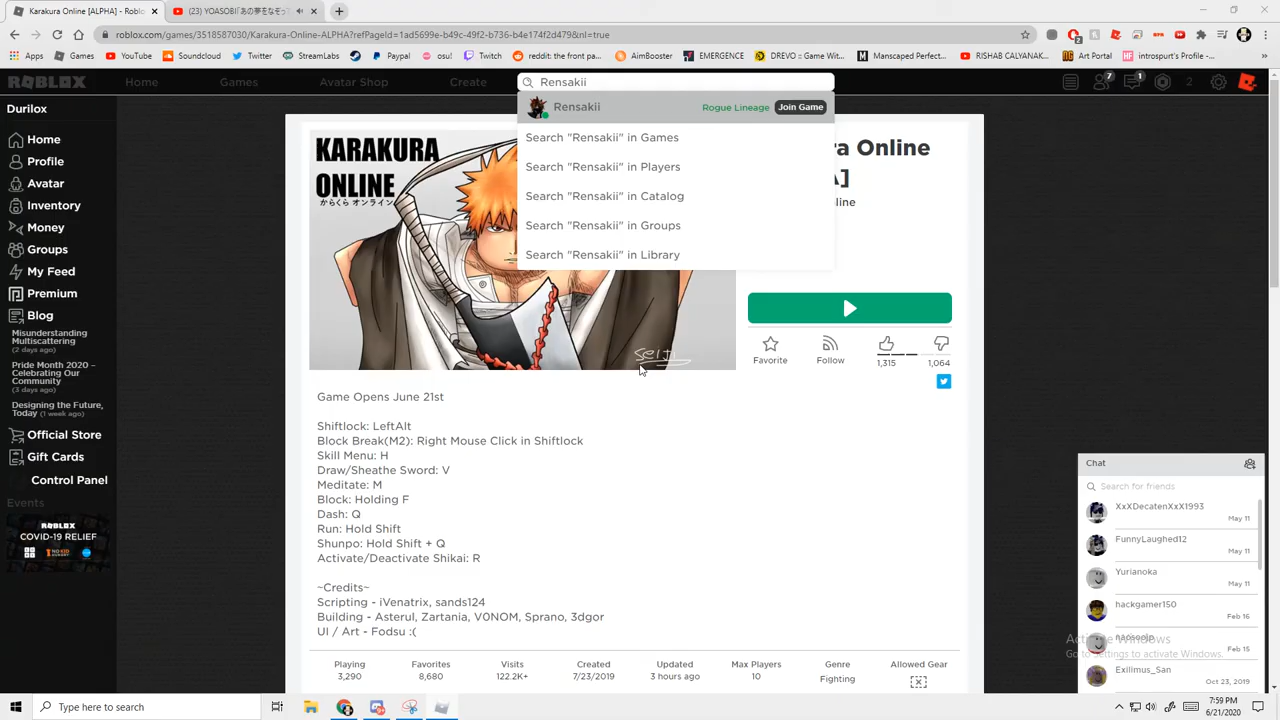 Karakura Online [ALPHA] - Roblo
(23) YOASOBI「あの夢をなぞっ
roblox.com/games/3518587030/Karakura-Online-ALPHA?refPageId=1ad5699e-b49c-49f2-b736-b4e174f2d479&nl=true
Apps
Gmail
YouTube
Soundcloud
Twitter
StreamLabs
Paypal
osu!
Twitch
reddit: the front pa...
AimBooster
EMERGENCE
DREVO :: Game Wit...
Manscaped Perfect...
RISHAB CALYANAK...
Art Portal
introspurt's Profile -...
ROBLOX
Home
Games
Avatar Shop
Create
Rensakii
7
1
2
Durilox
Home
Profile
Avatar
Inventory
Money
Groups
My Feed
Premium
Blog
Misunderstanding
Multiscattering
(2 days ago)
Pride Month 2020 –
Celebrating Our
Community
(3 days ago)
Designing the Future,
Today (1 week ago)
Official Store
Gift Cards
Control Panel
Events
ROBLOX
COVID-19 RELIEF
Rensakii
Rogue Lineage
Join Game
Search "Rensakii" in Games
Search "Rensakii" in Players
Search "Rensakii" in Catalog
Search "Rensakii" in Groups
Search "Rensakii" in Library
KARAKURA
ONLINE
からくら オンライン
ra Online
A]
line
Favorite
Follow
1,315
1,064
Game Opens June 21st
Shiftlock: LeftAlt
Block Break(M2): Right Mouse Click in Shiftlock
Skill Menu: H
Draw/Sheathe Sword: V
Meditate: M
Block: Holding F
Dash: Q
Run: Hold Shift
Shunpo: Hold Shift + Q
Activate/Deactivate Shikai: R
~Credits~
Scripting - iVenatrix, sands124
Building - Asterul, Zartania, V0NOM, Sprano, 3dgor
UI / Art - Fodsu :(
Playing
3,290
Favorites
8,680
Visits
122.2K+
Created
7/23/2019
Updated
3 hours ago
Max Players
10
Genre
Fighting
Allowed Gear
Chat
Search for friends
XxXDecatenXxX1993
May 11
FunnyLaughed12
May 11
Yurianoka
May 11
hackgamer150
Feb 16
Feb 15
Exilimus_San
Oct 23, 2019
Activate Windows
Go to Settings to activate Windows.
Type here to search
7:59 PM
6/21/2020